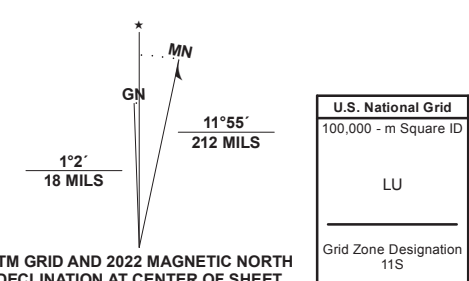 ★
MN
GN
11°55´
212 MILS
1°2´
18 MILS
TM GRID AND 2022 MAGNETIC NORTH
DECLINATION AT CENTER OF SHEET
U.S. National Grid
100,000 - m Square ID
LU
Grid Zone Designation
11S